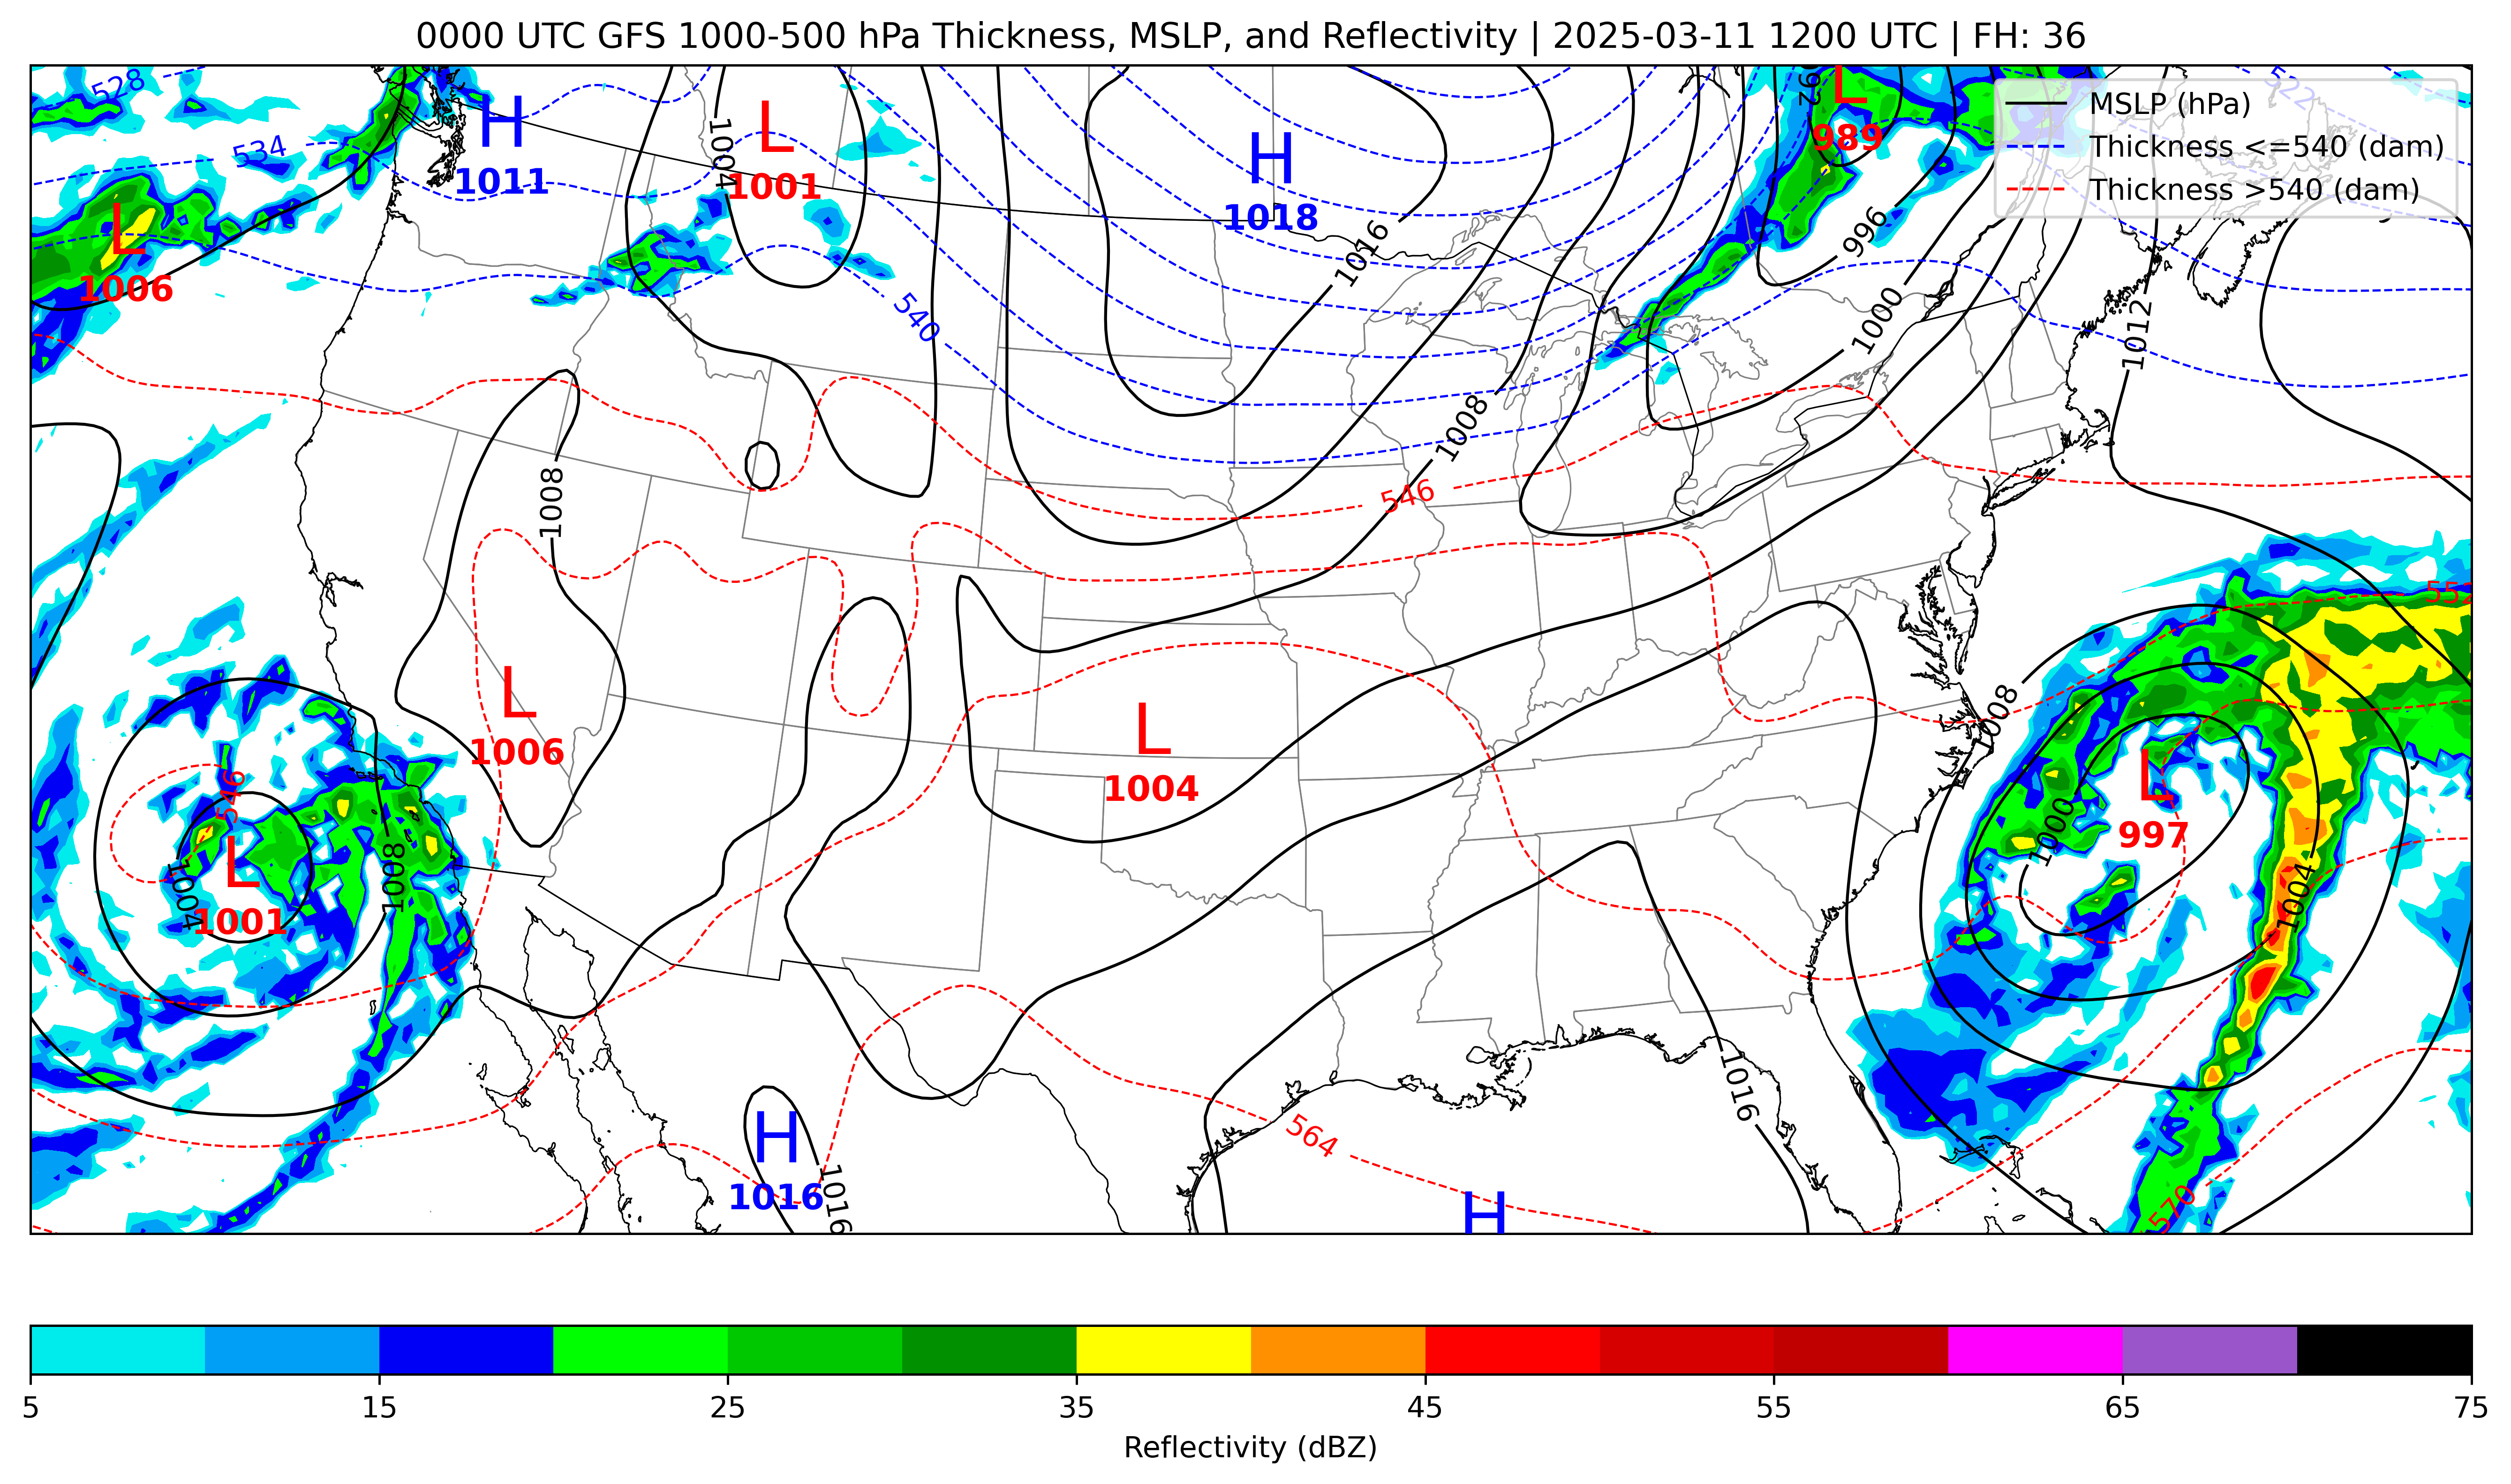 0000 UTC GFS 1000-500 hPa Thickness, MSLP, and Reflectivity | 2025-03-11 1200 UTC | FH: 36
MSLP (hPa)
Thickness <=540 (dam)
Thickness >540 (dam)
528
534
540
522
992
L
989
H
1011
1004
L
1001
H
1018
L
1006
1016
996
1000
1012
1008
1008
546
552
L
1006
L
1004
1008
L
997
1000
1004
546
L
1001
1004
1008
H
1016
1016
564
1016
H
570
5
15
25
35
45
55
65
75
Reflectivity (dBZ)